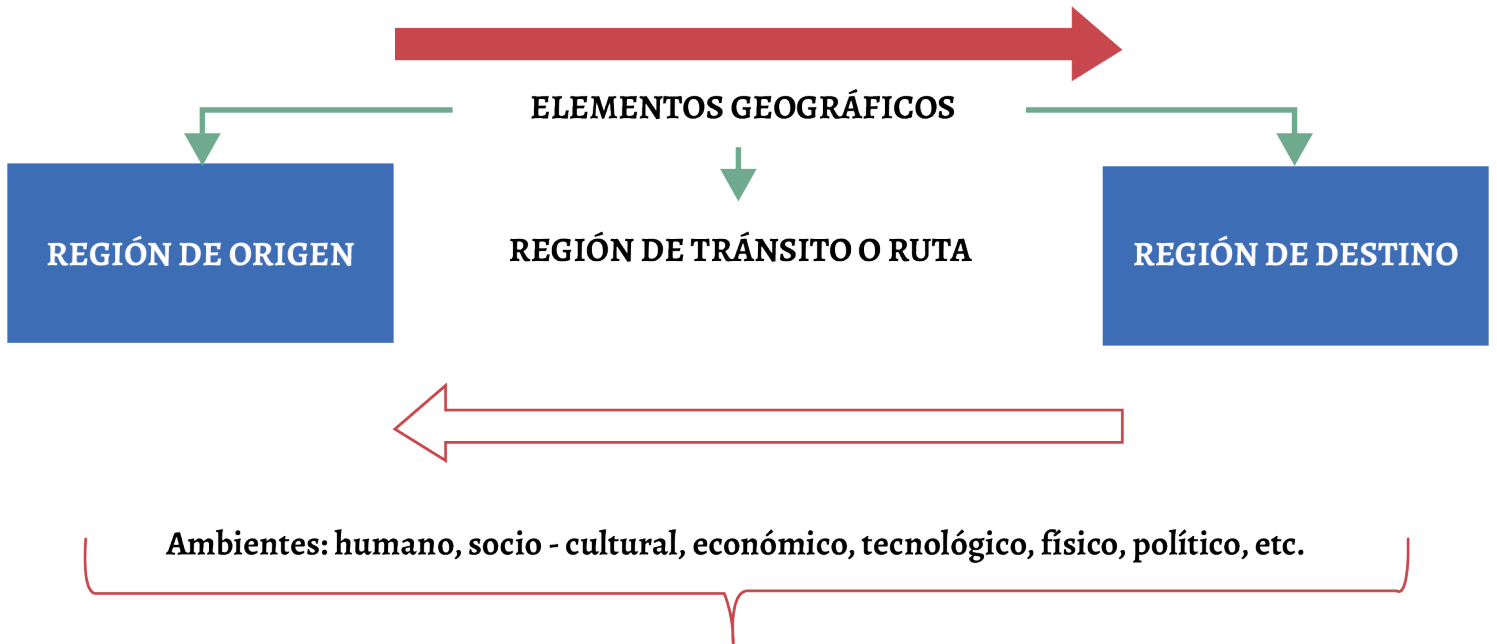 ELEMENTOS GEOGRÁFICOS
REGIÓN DE ORIGEN
REGIÓN DE TRÁNSITO O RUTA
REGIÓN DE DESTINO
Ambientes: humano, socio - cultural, económico, tecnológico, físico, político, etc.